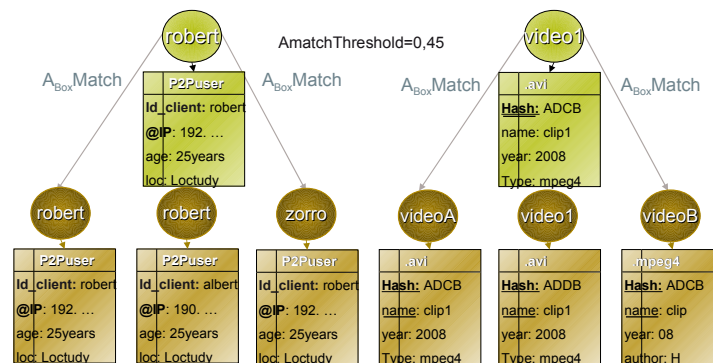 robert
AmatchThreshold=0,45
video1
ABoxMatch
ABoxMatch
ABoxMatch
ABoxMatch
P2Puser
Id_client: robert
@IP: 192. ...
age: 25years
loc: Loctudy
.avi
Hash: ADCB
name: clip1
year: 2008
Type: mpeg4
robert
robert
zorro
videoA
video1
videoB
P2Puser
Id_client: robert
@IP: 192. ...
age: 25years
loc: Loctudy
P2Puser
Id_client: albert
@IP: 190. ...
age: 25years
loc: Loctudy
P2Puser
Id_client: robert
@IP: 192. ...
age: 25years
loc: Loctudy
.avi
Hash: ADCB
name: clip1
year: 2008
Type: mpeg4
.avi
Hash: ADDB
name: clip1
year: 2008
Type: mpeg4
.mpeg4
Hash: ADCB
name: clip
year: 08
author: H